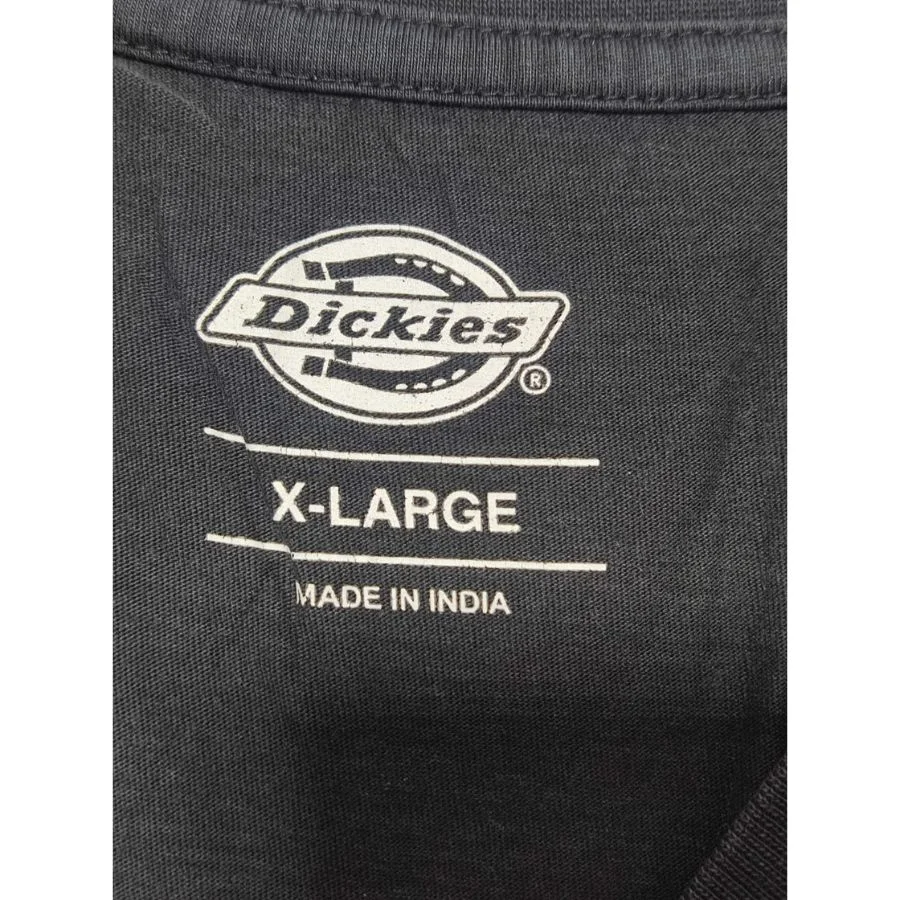 Dickies
®
X-LARGE
MADE IN INDIA